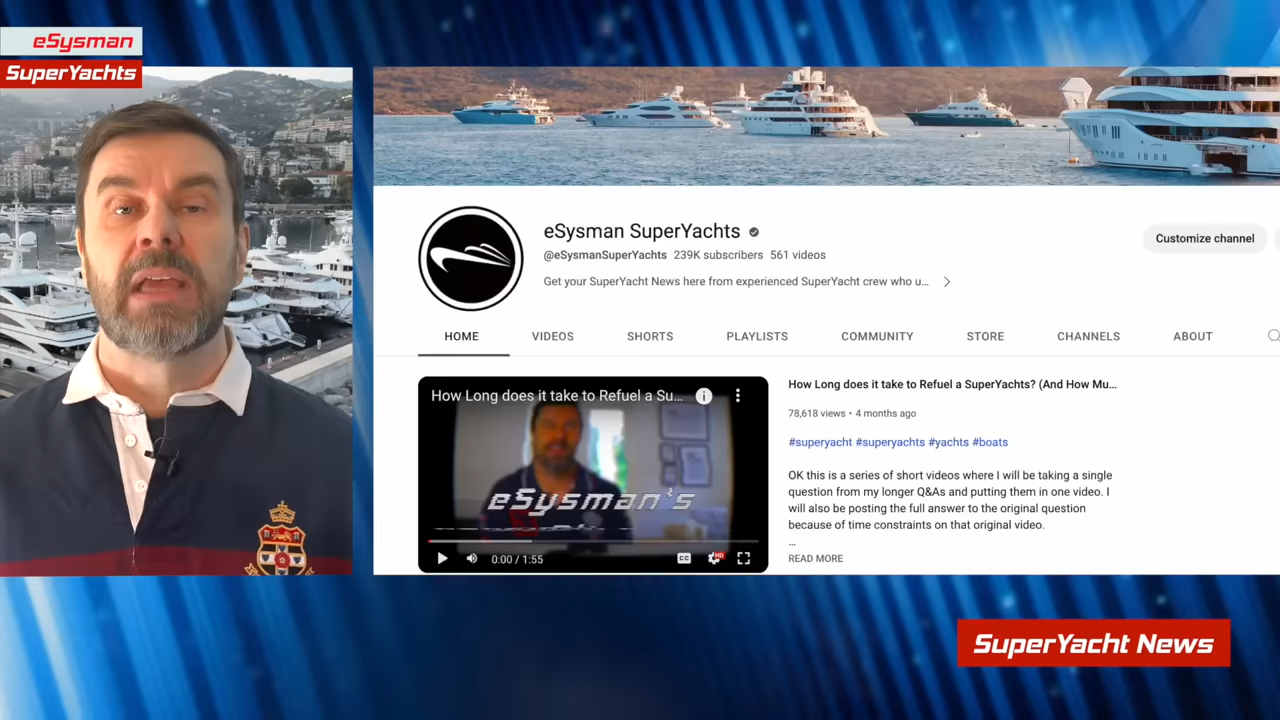 eSysman
SuperYachts
eSysman SuperYachts
@eSysmanSuperYachts 239K subscribers 561 videos
Get your SuperYacht News here from experienced SuperYacht crew who u...
Customize channel
HOME VIDEOS SHORTS PLAYLISTS COMMUNITY STORE CHANNELS ABOUT
How Long does it take to Refuel a Su...
eSysman's
0:00 / 1:55
CC
HD
How Long does it take to Refuel a SuperYachts? (And How Mu...
78,618 views • 4 months ago
#superyacht #superyachts #yachts #boats
OK this is a series of short videos where I will be taking a single
question from my longer Q&As and putting them in one video. I
will also be posting the full answer to the original question
because of time constraints on that original video.
...
READ MORE
SuperYacht News